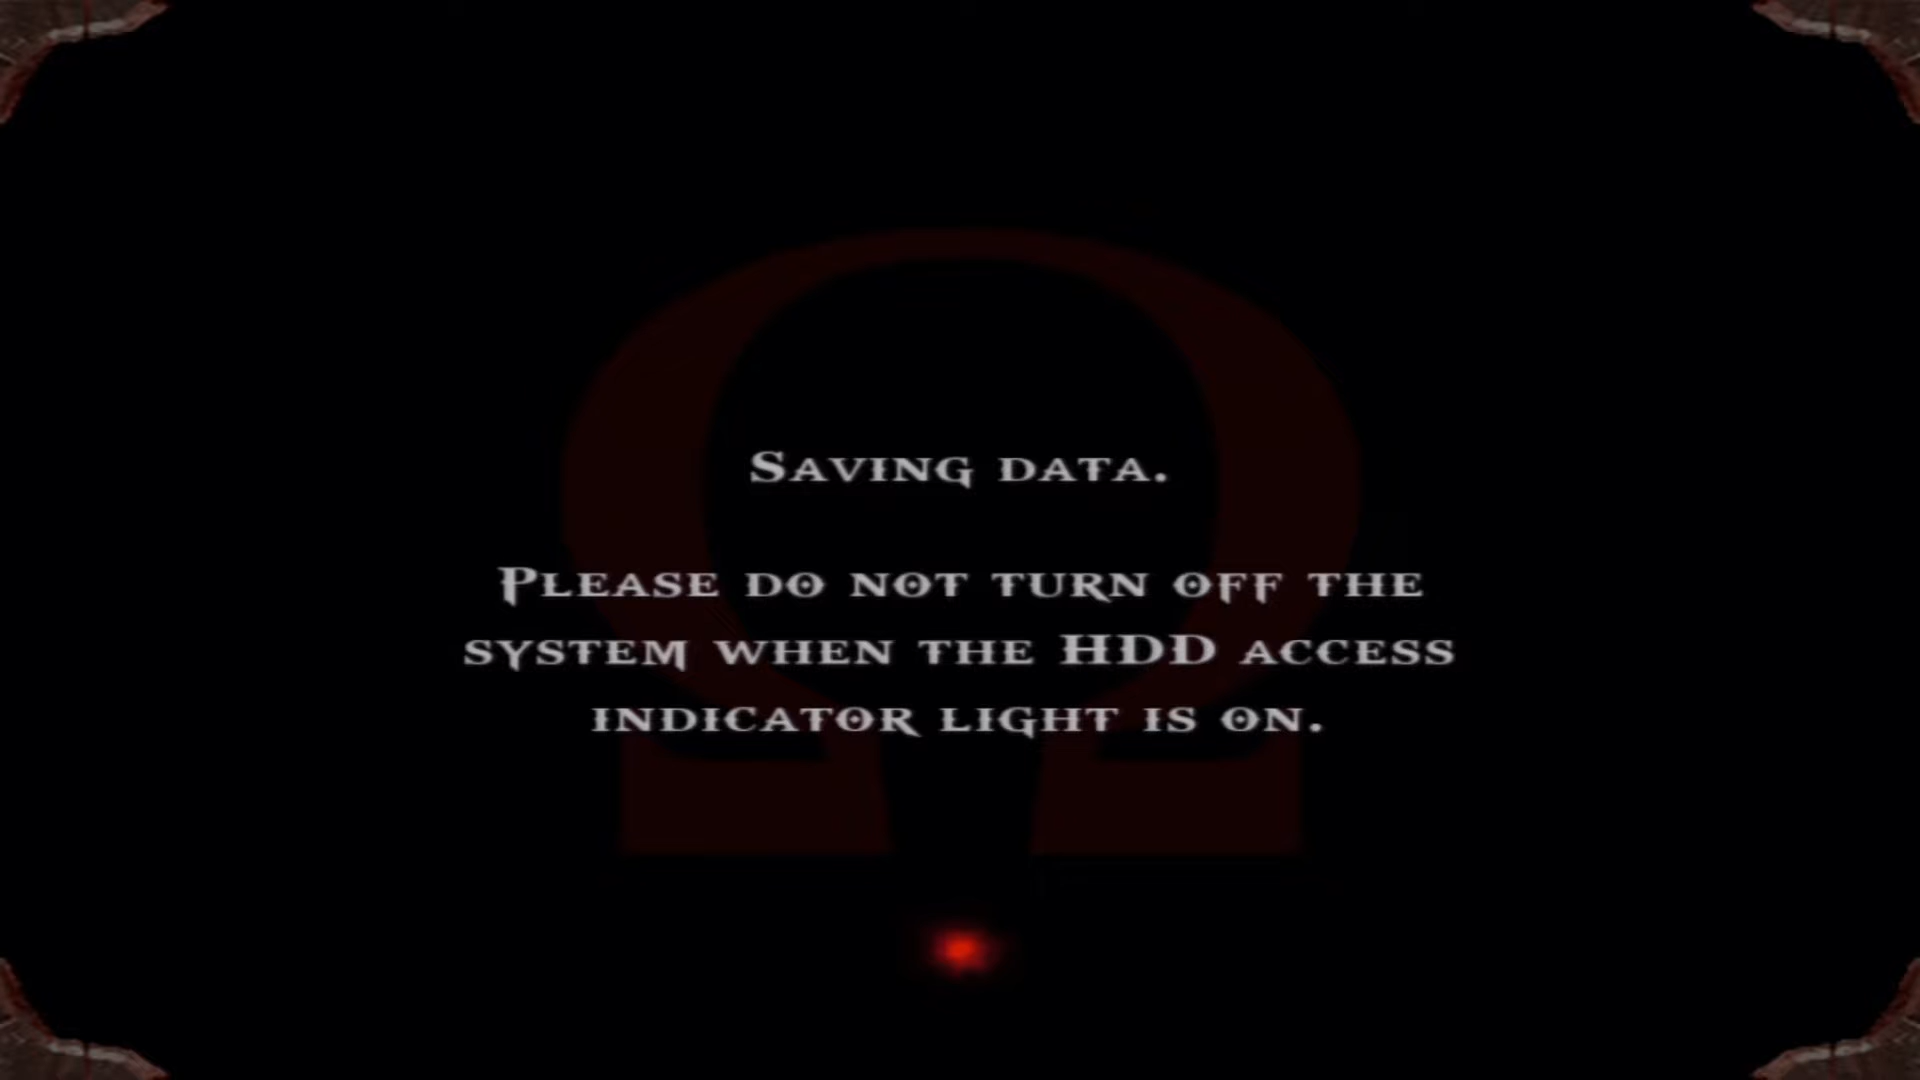 Saving data.
Please do not turn off the
system when the HDD access
indicator light is on.